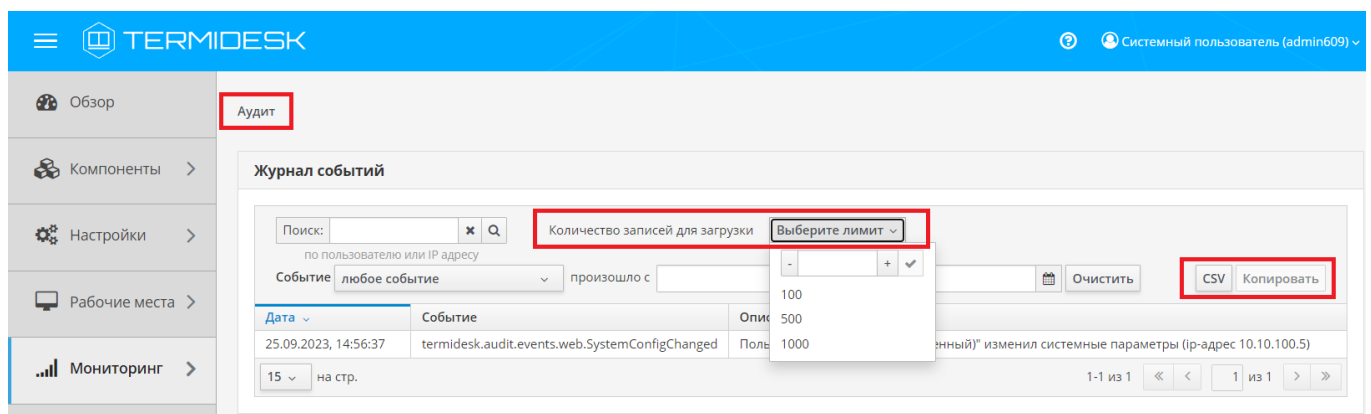 TERMIDESK
Системный пользователь (admin609)
Обзор
Аудит
Компоненты
Журнал событий
Настройки
Поиск:
Количество записей для загрузки
Выберите лимит
по пользователю или IP адресу
- +
Событие
любое событие
произошло с
Очистить
CSV
Копировать
Рабочие места
100
Дата
Событие
500
25.09.2023, 14:56:37
termidesk.audit.events.web.SystemConfigChanged
1000
изменил системные параметры (ip-адрес 10.10.100.5)
Мониторинг
15
на стр.
1-1 из 1
1 из 1